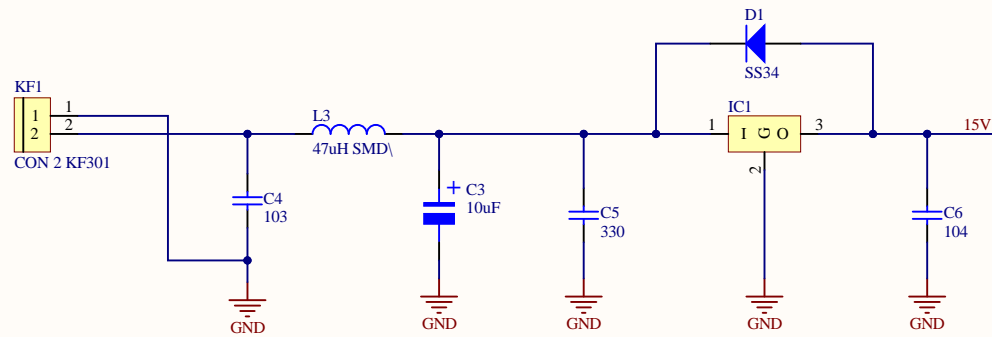 D1
SS34
KF1
1
2
1
2
CON 2 KF301
L3
47uH SMD\
IC1
1
I G O
3
2
15V
C4
103
C3
10uF
C5
330
C6
104
GND
GND
GND
GND
GND